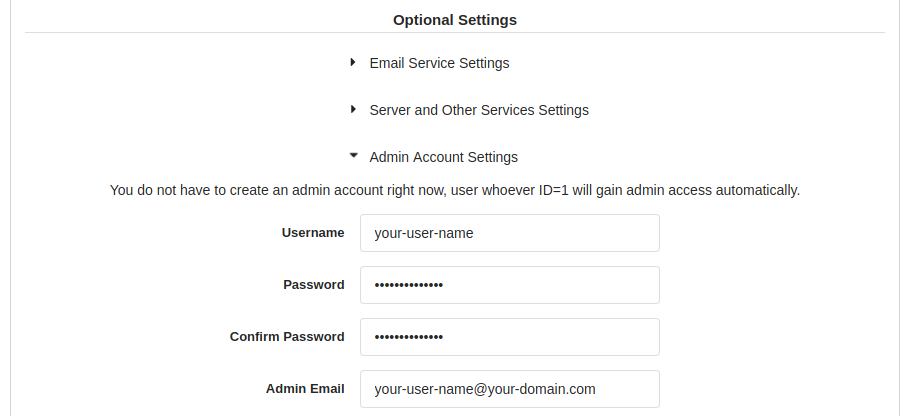 Optional Settings
Email Service Settings
Server and Other Services Settings
Admin Account Settings
You do not have to create an admin account right now, user whoever ID=1 will gain admin access automatically.
Username your-user-name
Password ••••••••••••••
Confirm Password ••••••••••••••
Admin Email your-user-name@your-domain.com